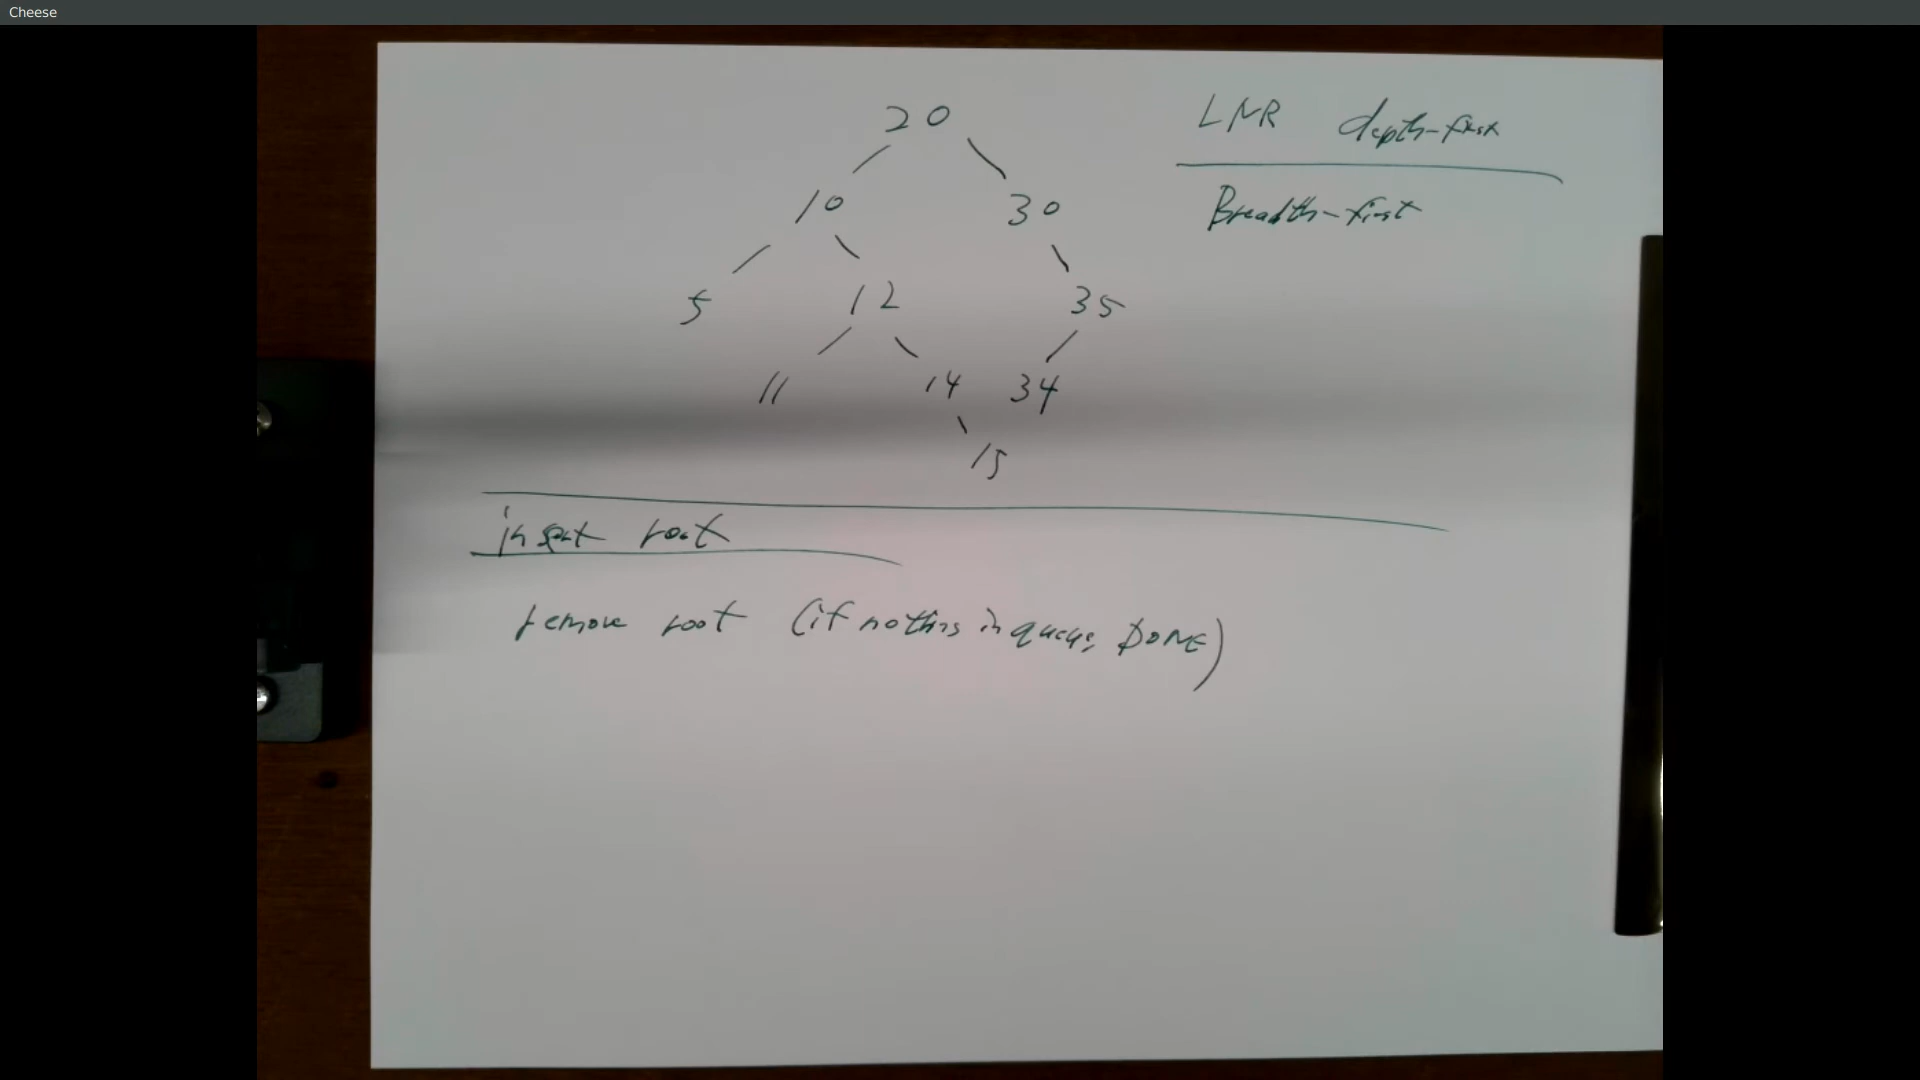 Cheese
20
LNR depth-first
10 30
Breadth-first
5 12 35
11 14 34
15
insert root
remove root (if nothing in queue, DONE)